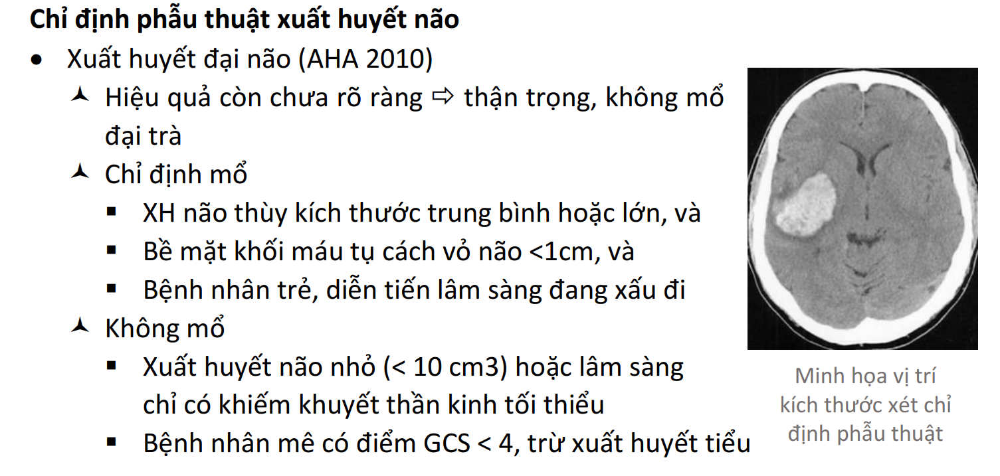 Chỉ định phẫu thuật xuất huyết não
● Xuất huyết đại não (AHA 2010)
Hiệu quả còn chưa rõ ràng ⇨ thận trọng, không mổ
đại trà
Chỉ định mổ
▪ XH não thùy kích thước trung bình hoặc lớn, và
▪ Bề mặt khối máu tụ cách vỏ não <1cm, và
▪ Bệnh nhân trẻ, diễn tiến lâm sàng đang xấu đi
Không mổ
▪ Xuất huyết não nhỏ (< 10 cm3) hoặc lâm sàng
chỉ có khiếm khuyết thần kinh tối thiểu
▪ Bệnh nhân mê có điểm GCS < 4, trừ xuất huyết tiểu
Minh họa vị trí
kích thước xét chỉ
định phẫu thuật